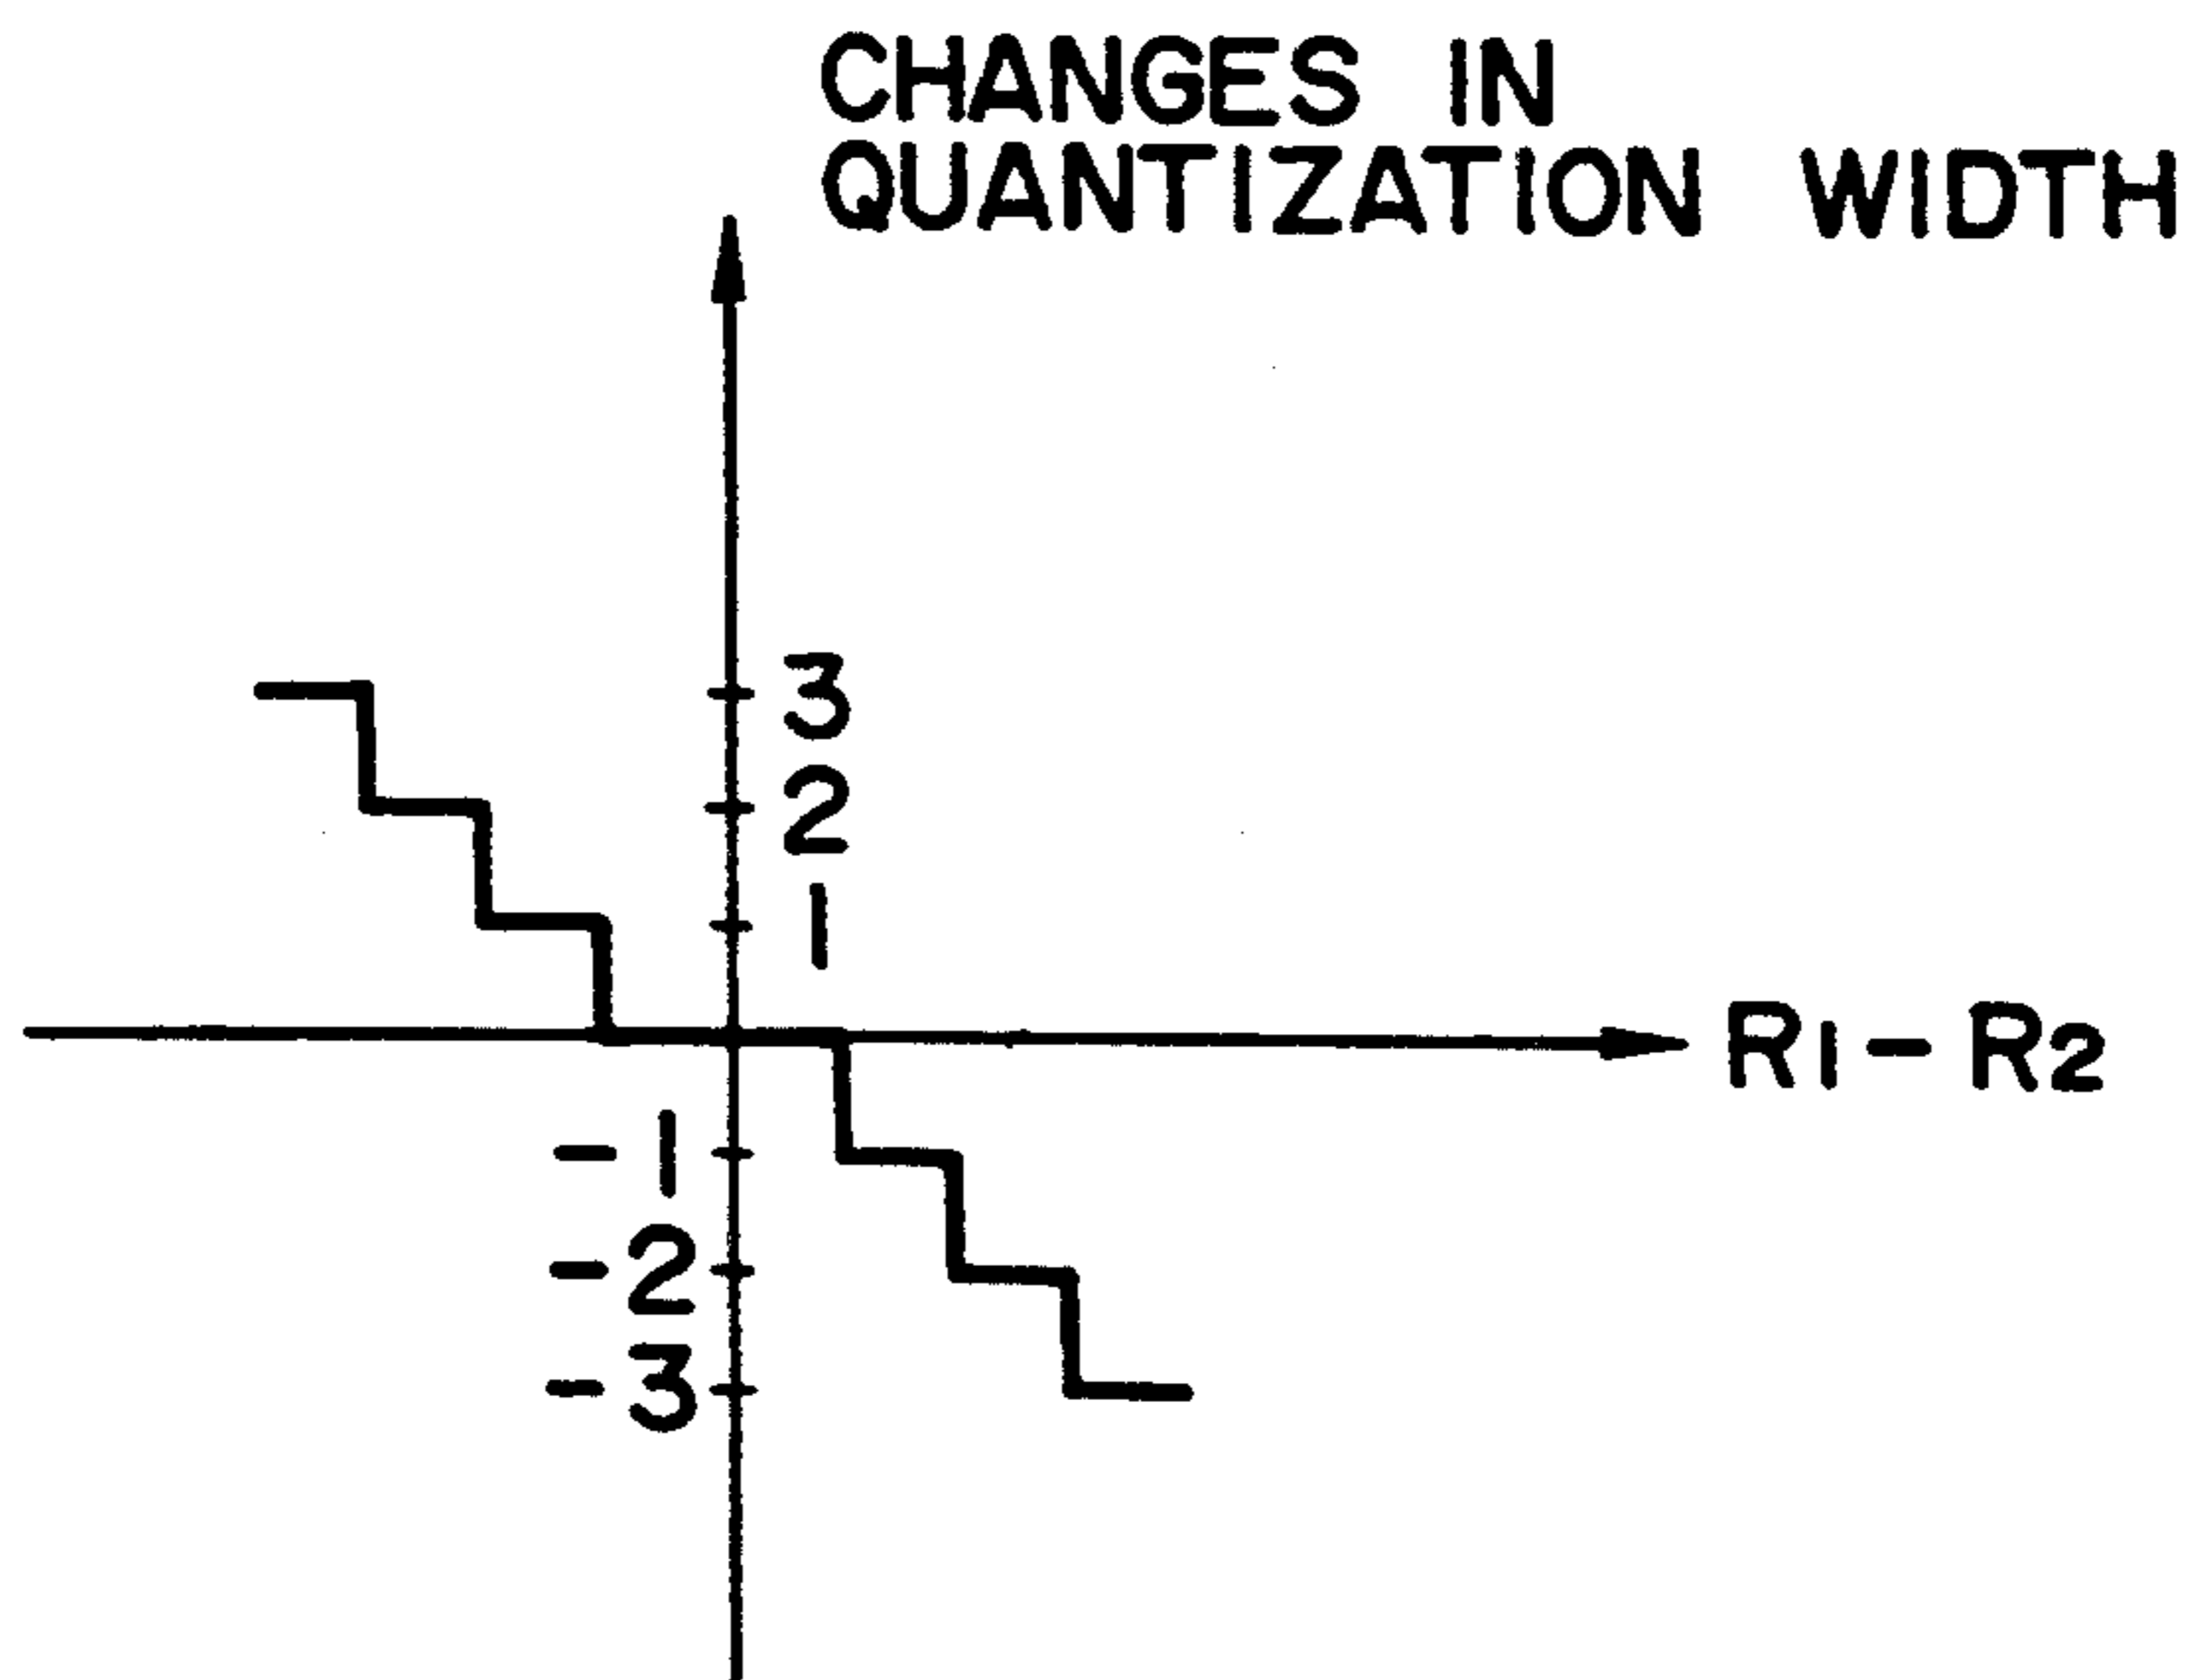 CHANGES IN
QUANTIZATION WIDTH
3
2
1
R1-R2
-1
-2
-3